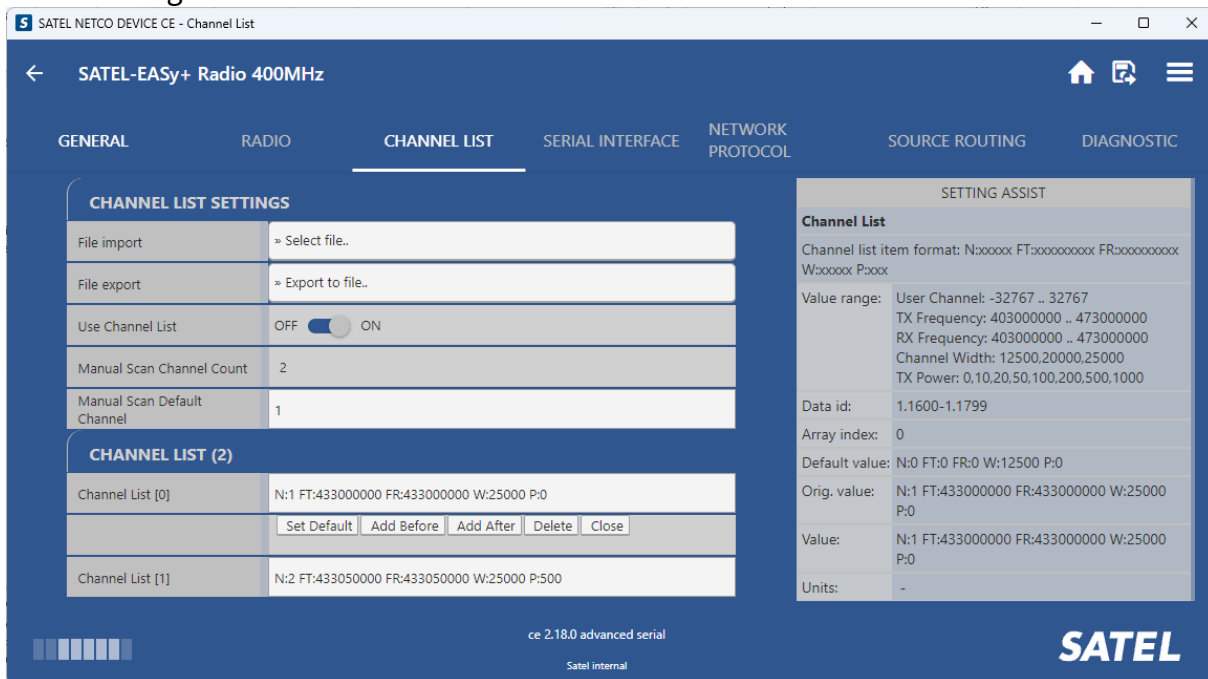 SATEL NETCO DEVICE CE - Channel List
SATEL-EASy+ Radio 400MHz
GENERAL
RADIO
CHANNEL LIST
SERIAL INTERFACE
NETWORK
PROTOCOL
SOURCE ROUTING
DIAGNOSTIC
CHANNEL LIST SETTINGS
File import
» Select file..
File export
» Export to file..
Use Channel List
OFF ON
Manual Scan Channel Count
2
Manual Scan Default
Channel
1
CHANNEL LIST (2)
Channel List [0]
N:1 FT:433000000 FR:433000000 W:25000 P:0
Set Default Add Before Add After Delete Close
Channel List [1]
N:2 FT:433050000 FR:433050000 W:25000 P:500
SETTING ASSIST
Channel List
Channel list item format: N:xxxxx FT:xxxxxxxxx FR:xxxxxxxxx
W:xxxxx P:xxx
Value range: User Channel: -32767 .. 32767
TX Frequency: 403000000 .. 473000000
RX Frequency: 403000000 .. 473000000
Channel Width: 12500,20000,25000
TX Power: 0,10,20,50,100,200,500,1000
Data id: 1.1600-1.1799
Array index: 0
Default value: N:0 FT:0 FR:0 W:12500 P:0
Orig. value: N:1 FT:433000000 FR:433000000 W:25000
P:0
Value: N:1 FT:433000000 FR:433000000 W:25000
P:0
Units: -
ce 2.18.0 advanced serial
Satel internal
SATEL